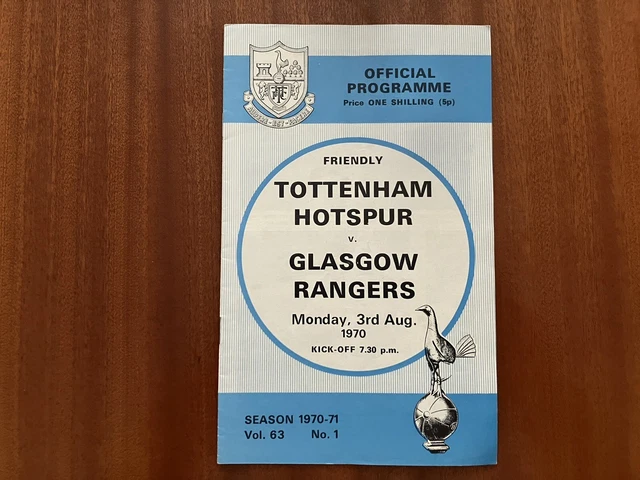 OFFICIAL
PROGRAMME
Price ONE SHILLING (5p)
FRIENDLY
TOTTENHAM
HOTSPUR
v.
GLASGOW
RANGERS
Monday, 3rd Aug.
1970
KICK-OFF 7.30 p.m.
SEASON 1970-71
Vol. 63 No. 1